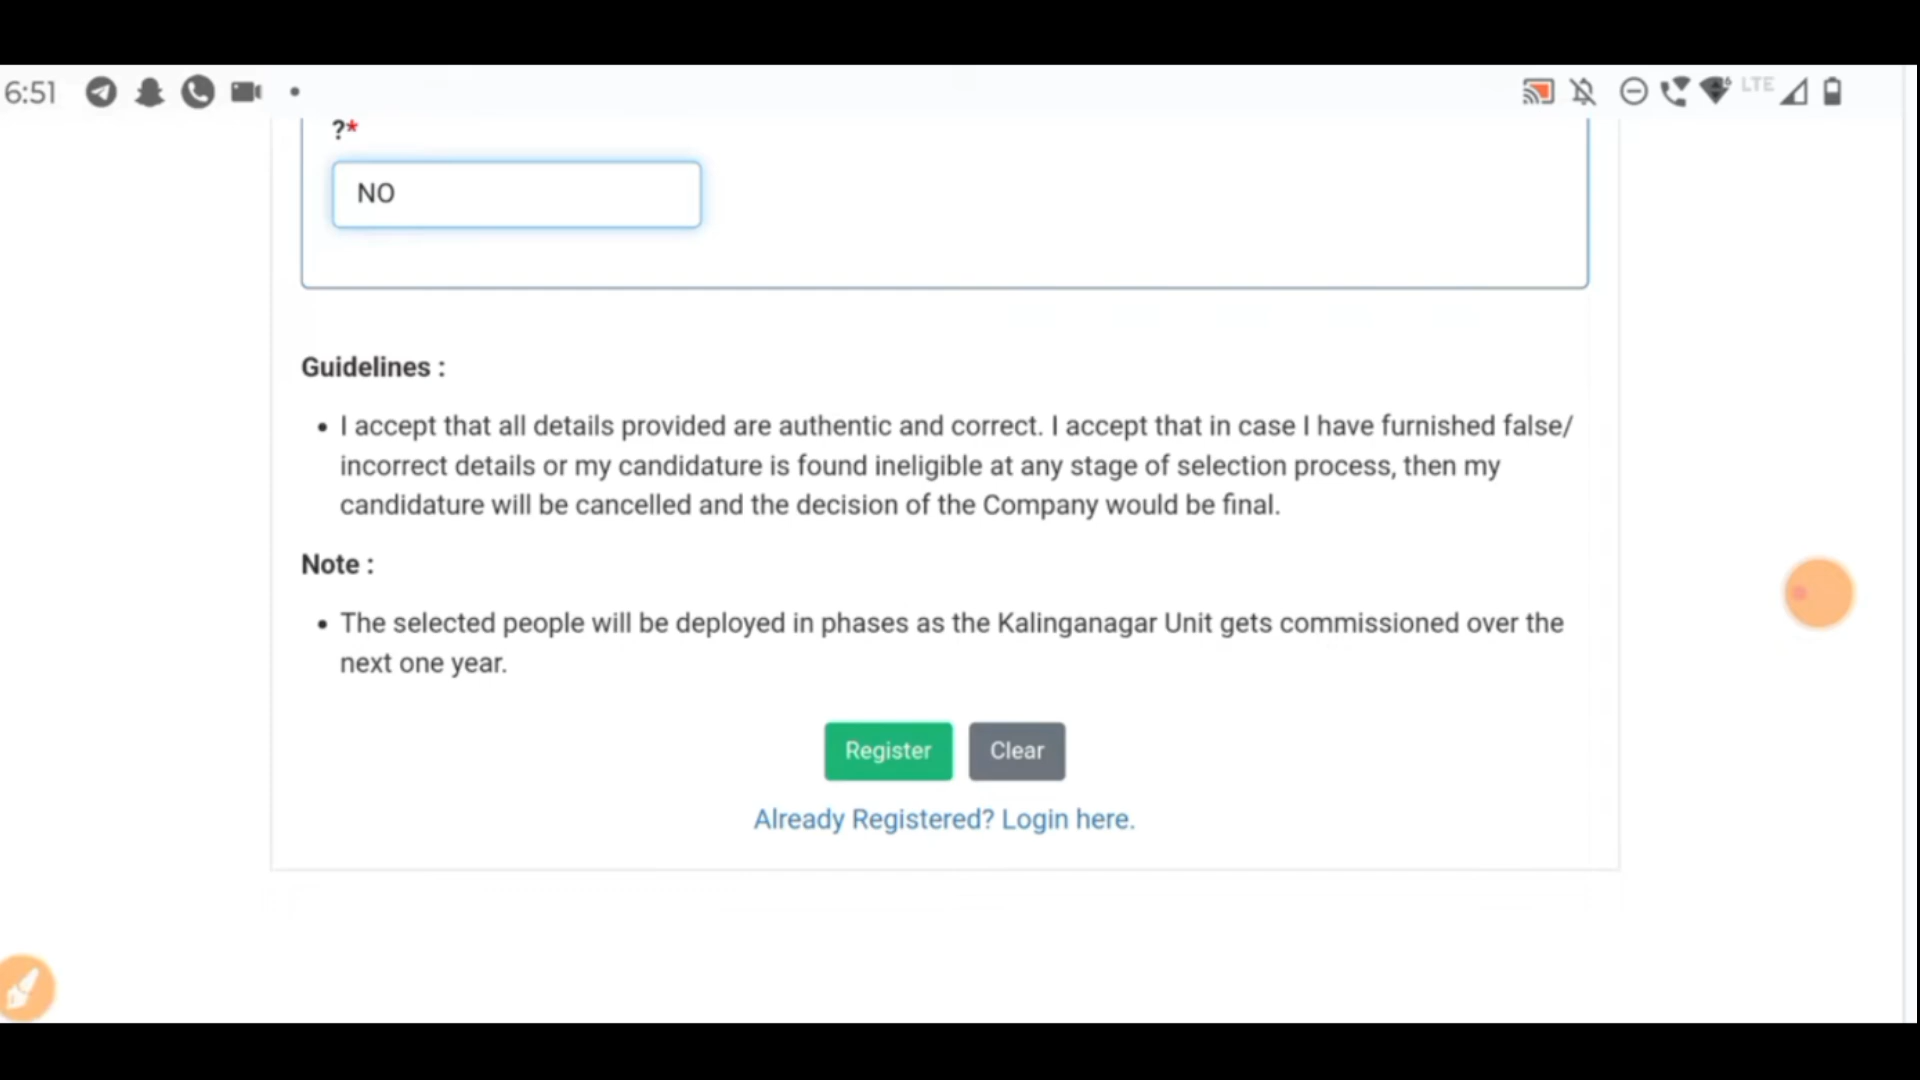 6:51
LTE
?*
NO
Guidelines :
• I accept that all details provided are authentic and correct. I accept that in case I have furnished false/
incorrect details or my candidature is found ineligible at any stage of selection process, then my
candidature will be cancelled and the decision of the Company would be final.
Note :
• The selected people will be deployed in phases as the Kalinganagar Unit gets commissioned over the
next one year.
Register Clear
Already Registered? Login here.